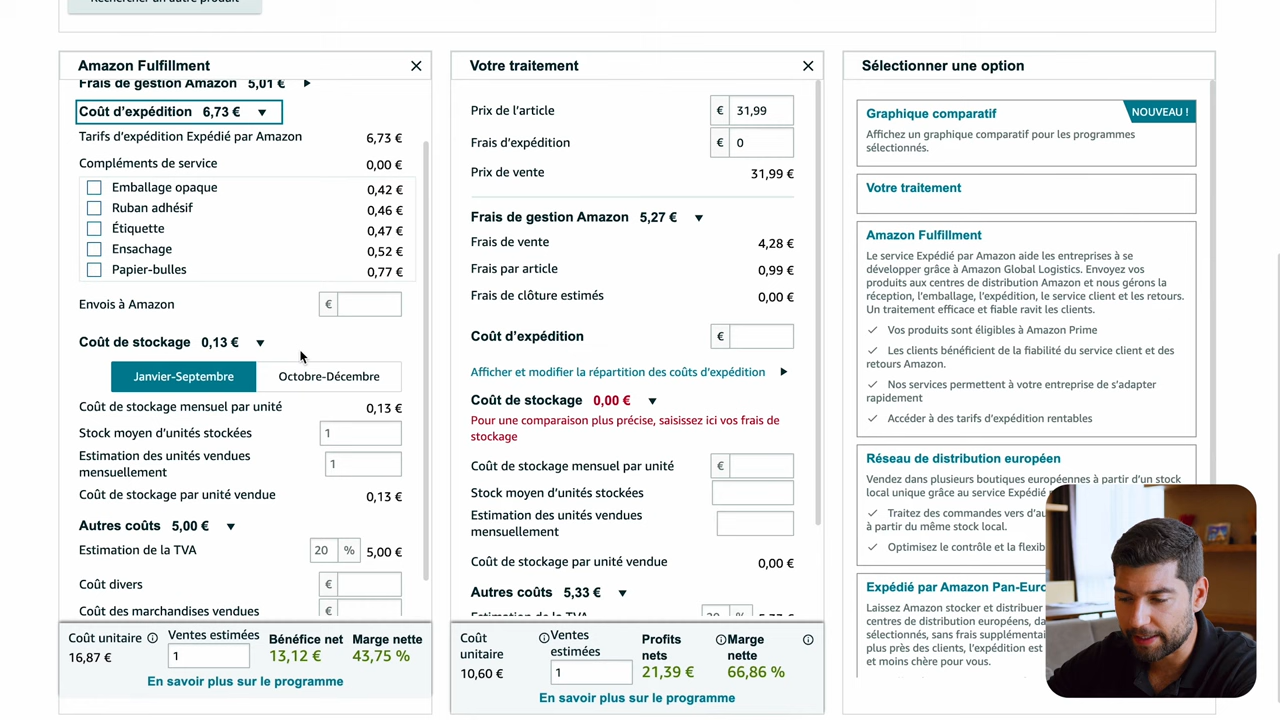 Rechercher un autre produit
Amazon Fulfillment
Frais de gestion Amazon 5,01 €
Coût d'expédition 6,73 €
Tarifs d'expédition Expédié par Amazon 6,73 €
Compléments de service 0,00 €
Emballage opaque 0,42 €
Ruban adhésif 0,46 €
Étiquette 0,47 €
Ensachage 0,52 €
Papier-bulles 0,77 €
Envois à Amazon €
Coût de stockage 0,13 €
Janvier-Septembre Octobre-Décembre
Coût de stockage mensuel par unité 0,13 €
Stock moyen d'unités stockées 1
Estimation des unités vendues
mensuellement 1
Coût de stockage par unité vendue 0,13 €
Autres coûts 5,00 €
Estimation de la TVA 20 % 5,00 €
Coût divers €
Coût des marchandises vendues €
Coût unitaire Ventes estimées Bénéfice net Marge nette
16,87 € 1 13,12 € 43,75 %
En savoir plus sur le programme
Votre traitement
Prix de l'article € 31,99
Frais d'expédition € 0
Prix de vente 31,99 €
Frais de gestion Amazon 5,27 €
Frais de vente 4,28 €
Frais par article 0,99 €
Frais de clôture estimés 0,00 €
Coût d'expédition €
Afficher et modifier la répartition des coûts d'expédition
Coût de stockage 0,00 €
Pour une comparaison plus précise, saisissez ici vos frais de
stockage
Coût de stockage mensuel par unité €
Stock moyen d'unités stockées
Estimation des unités vendues
mensuellement
Coût de stockage par unité vendue 0,00 €
Autres coûts 5,33 €
Estimation de la TVA 20 % 5,33 €
Coût
unitaire
10,60 €
Ventes
estimées
1
Profits
nets
21,39 €
Marge
nette
66,86 %
En savoir plus sur le programme
Sélectionner une option
Graphique comparatif NOUVEAU !
Affichez un graphique comparatif pour les programmes
sélectionnés.
Votre traitement
Amazon Fulfillment
Le service Expédié par Amazon aide les entreprises à se
développer grâce à Amazon Global Logistics. Envoyez vos
produits aux centres de distribution Amazon et nous gérons la
réception, l'emballage, l'expédition, le service client et les retours.
Un traitement efficace et fiable ravit les clients.
Vos produits sont éligibles à Amazon Prime
Les clients bénéficient de la fiabilité du service client et des
retours Amazon.
Nos services permettent à votre entreprise de s'adapter
rapidement
Accéder à des tarifs d'expédition rentables
Réseau de distribution européen
Vendez dans plusieurs boutiques européennes à partir d'un stock
local unique grâce au service Expédié
Traitez des commandes vers d'au
à partir du même stock local.
Optimisez le contrôle et la flexib
Expédié par Amazon Pan-Euro
Laissez Amazon stocker et distribuer
centres de distribution européens, da
sélectionnés, sans frais supplémentai
plus près des clients, l'expédition est
et moins chère pour vous.